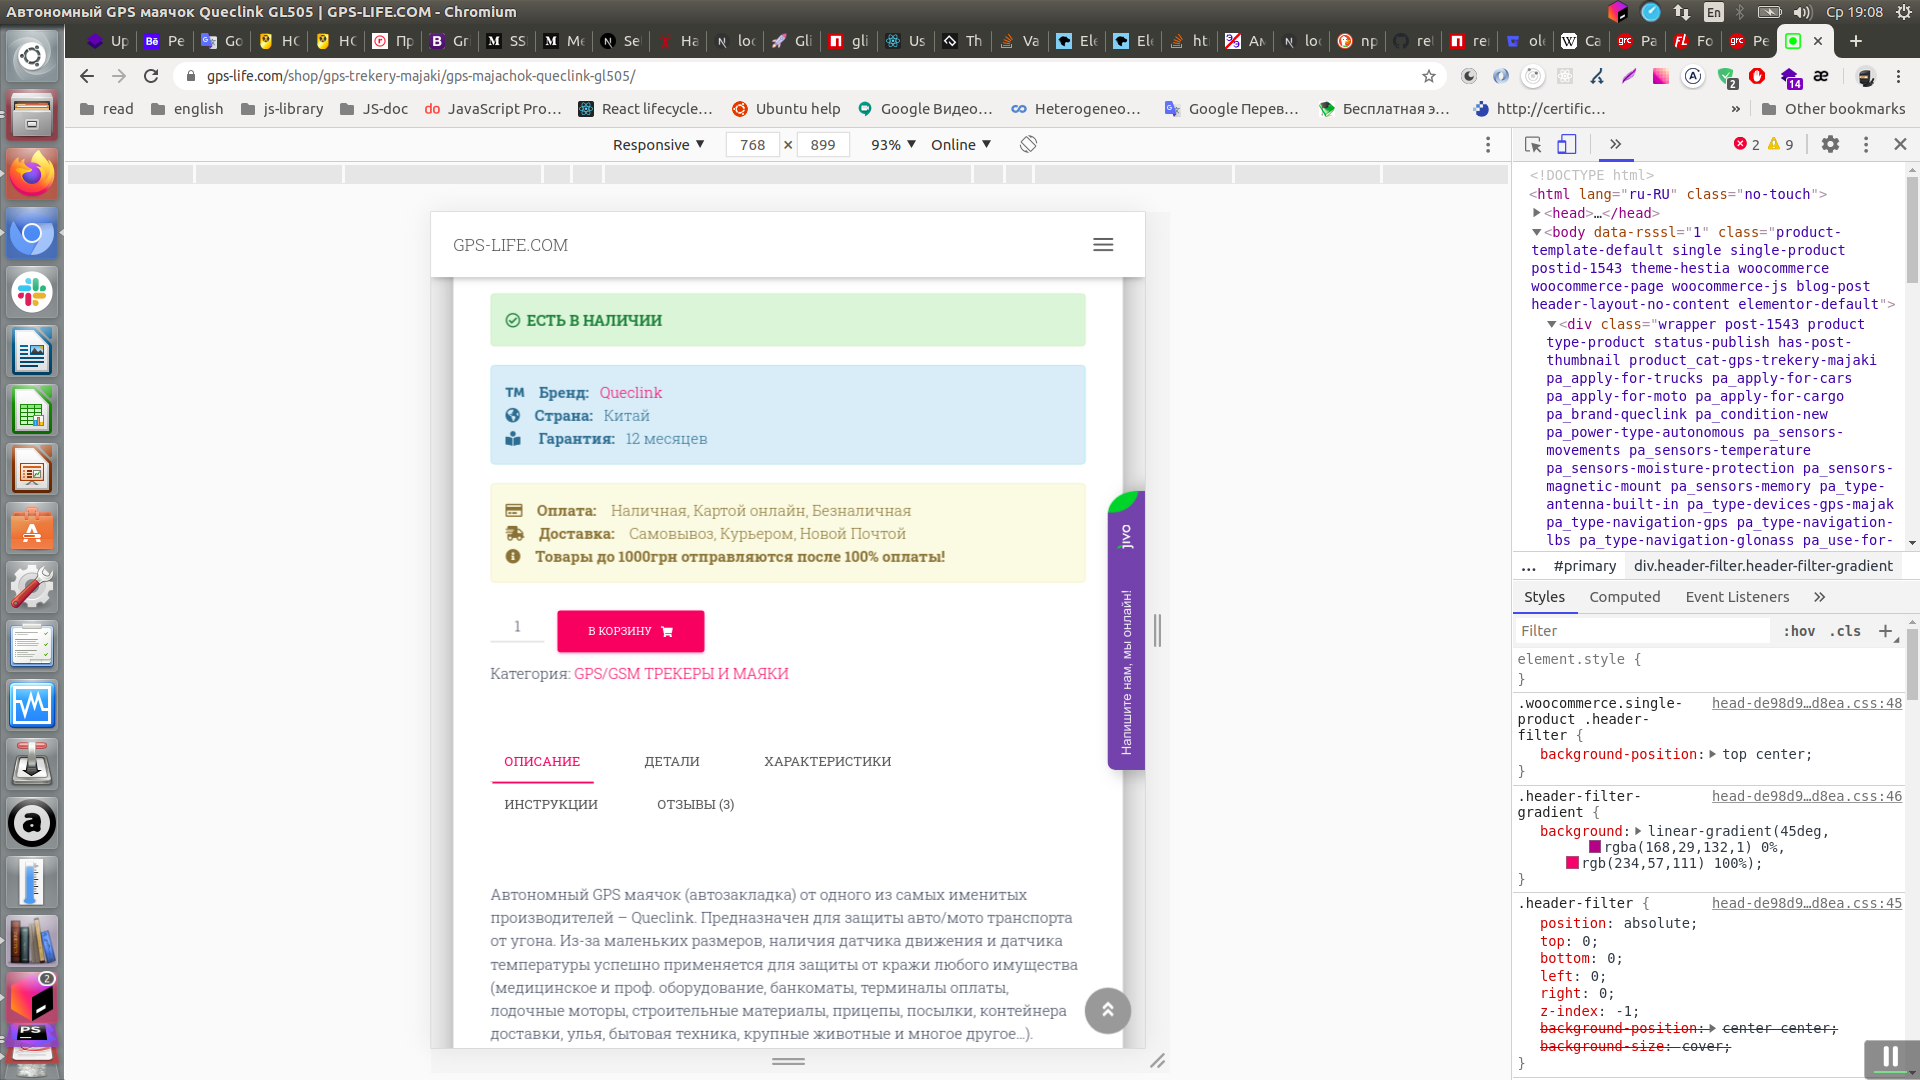 Автономный GPS маячок Queclink GL505 | GPS-LIFE.COM - Chromium
En
Ср 19:08
Up
Pe
Go
НС
НС
Пр
Gr
SS
Me
Se
На
loc
Gli
gli
Us
Th
Va
Ele
Ele
htt
Ам
loc
np
rel
rer
ole
Ca
Pa
Fo
Pe
gps-life.com/shop/gps-trekery-majaki/gps-majachok-queclink-gl505/
2
14
read
english
js-library
JS-doc
do JavaScript Pro...
React lifecycle...
Ubuntu help
Google Видео...
Heterogeneo...
Google Перев...
Бесплатная э...
http://certific...
»
Other bookmarks
Responsive ▼
768 × 899
93% ▼
Online ▼
» 2 9
GPS-LIFE.COM
ЕСТЬ В НАЛИЧИИ
TM Бренд: Queclink
Страна: Китай
Гарантия: 12 месяцев
Оплата: Наличная, Картой онлайн, Безналичная
Доставка: Самовывоз, Курьером, Новой Почтой
Товары до 1000грн отправляются после 100% оплаты!
1
В КОРЗИНУ
Категория: GPS/GSM ТРЕКЕРЫ И МАЯКИ
jivo
Напишите нам, мы онлайн!
ОПИСАНИЕ
ДЕТАЛИ
ХАРАКТЕРИСТИКИ
ИНСТРУКЦИИ
ОТЗЫВЫ (3)
Автономный GPS маячок (автозакладка) от одного из самых именитых
производителей – Queclink. Предназначен для защиты авто/мото транспорта
от угона. Из-за маленьких размеров, наличия датчика движения и датчика
температуры успешно применяется для защиты от кражи любого имущества
(медицинское и проф. оборудование, банкоматы, терминалы оплаты,
лодочные моторы, строительные материалы, прицепы, посылки, контейнера
доставки, улья, бытовая техника, крупные животные и многое другое...).
<!DOCTYPE html>
<html lang="ru-RU" class="no-touch">
<head>…</head>
<body data-rsssl="1" class="product-
template-default single single-product
postid-1543 theme-hestia woocommerce
woocommerce-page woocommerce-js blog-post
header-layout-no-content elementor-default">
<div class="wrapper post-1543 product
type-product status-publish has-post-
thumbnail product_cat-gps-trekery-majaki
pa_apply-for-trucks pa_apply-for-cars
pa_apply-for-moto pa_apply-for-cargo
pa_brand-queclink pa_condition-new
pa_power-type-autonomous pa_sensors-
movements pa_sensors-temperature
pa_sensors-moisture-protection pa_sensors-
magnetic-mount pa_sensors-memory pa_type-
antenna-built-in pa_type-devices-gps-majak
pa_type-navigation-gps pa_type-navigation-
lbs pa_type-navigation-glonass pa_use-for-
... #primary div.header-filter.header-filter-gradient
Styles Computed Event Listeners »
Filter :hov .cls +
element.style {
}
.woocommerce.single-product .header-filter { head-de98d9…d8ea.css:48
background-position: top center;
}
.header-filter-gradient { head-de98d9…d8ea.css:46
background: linear-gradient(45deg,
rgba(168,29,132,1) 0%,
rgb(234,57,111) 100%);
}
.header-filter { head-de98d9…d8ea.css:45
position: absolute;
top: 0;
bottom: 0;
left: 0;
right: 0;
z-index: -1;
background-position: center center;
background-size: cover;
}
2
PS